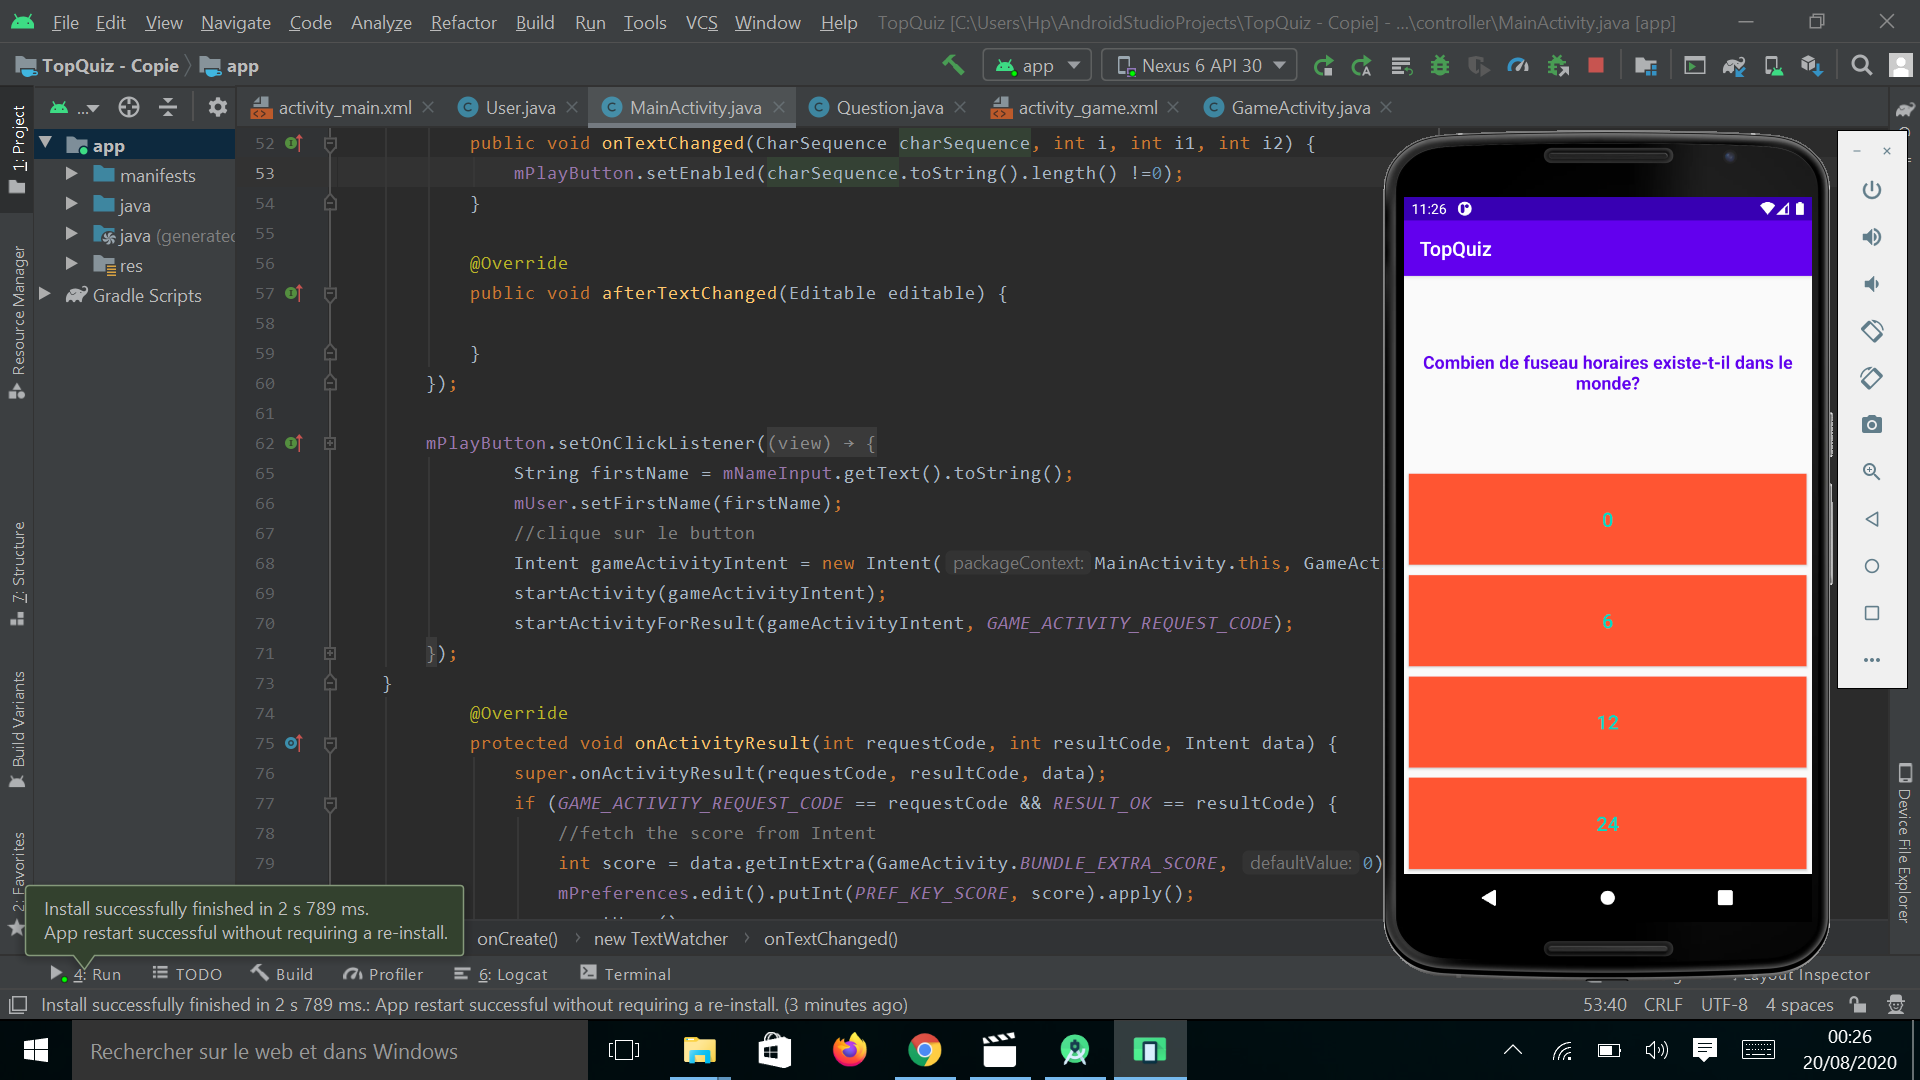 File Edit View Navigate Code Analyze Refactor Build Run Tools VCS Window Help TopQuiz [C:\Users\Hp\AndroidStudioProjects\TopQuiz - Copie] - ...\controller\MainActivity.java [app]
TopQuiz - Copie app
app Nexus 6 API 30
...
activity_main.xml User.java MainActivity.java Question.java activity_game.xml GameActivity.java
1: Project
Resource Manager
7: Structure
Build Variants
2: Favorites
app
manifests
java
java (generated
res
Gradle Scripts
52 public void onTextChanged(CharSequence charSequence, int i, int i1, int i2) {
53 mPlayButton.setEnabled(charSequence.toString().length() !=0);
54 }
55
56 @Override
57 public void afterTextChanged(Editable editable) {
58
59 }
60 });
61
62 mPlayButton.setOnClickListener((view) → {
65 String firstName = mNameInput.getText().toString();
66 mUser.setFirstName(firstName);
67 //clique sur le button
68 Intent gameActivityIntent = new Intent( packageContext: MainActivity.this, GameAct
69 startActivity(gameActivityIntent);
70 startActivityForResult(gameActivityIntent, GAME_ACTIVITY_REQUEST_CODE);
71 });
73 }
74 @Override
75 protected void onActivityResult(int requestCode, int resultCode, Intent data) {
76 super.onActivityResult(requestCode, resultCode, data);
77 if (GAME_ACTIVITY_REQUEST_CODE == requestCode && RESULT_OK == resultCode) {
78 //fetch the score from Intent
79 int score = data.getIntExtra(GameActivity.BUNDLE_EXTRA_SCORE, defaultValue: 0)
mPreferences.edit().putInt(PREF_KEY_SCORE, score).apply();
11:26
TopQuiz
Combien de fuseau horaires existe-t-il dans le
monde?
0
6
12
24
Device File Explorer
Install successfully finished in 2 s 789 ms.
App restart successful without requiring a re-install.
onCreate() new TextWatcher onTextChanged()
4: Run TODO Build Profiler 6: Logcat Terminal Layout Inspector
Install successfully finished in 2 s 789 ms.: App restart successful without requiring a re-install. (3 minutes ago) 53:40 CRLF UTF-8 4 spaces
Rechercher sur le web et dans Windows
00:26
20/08/2020